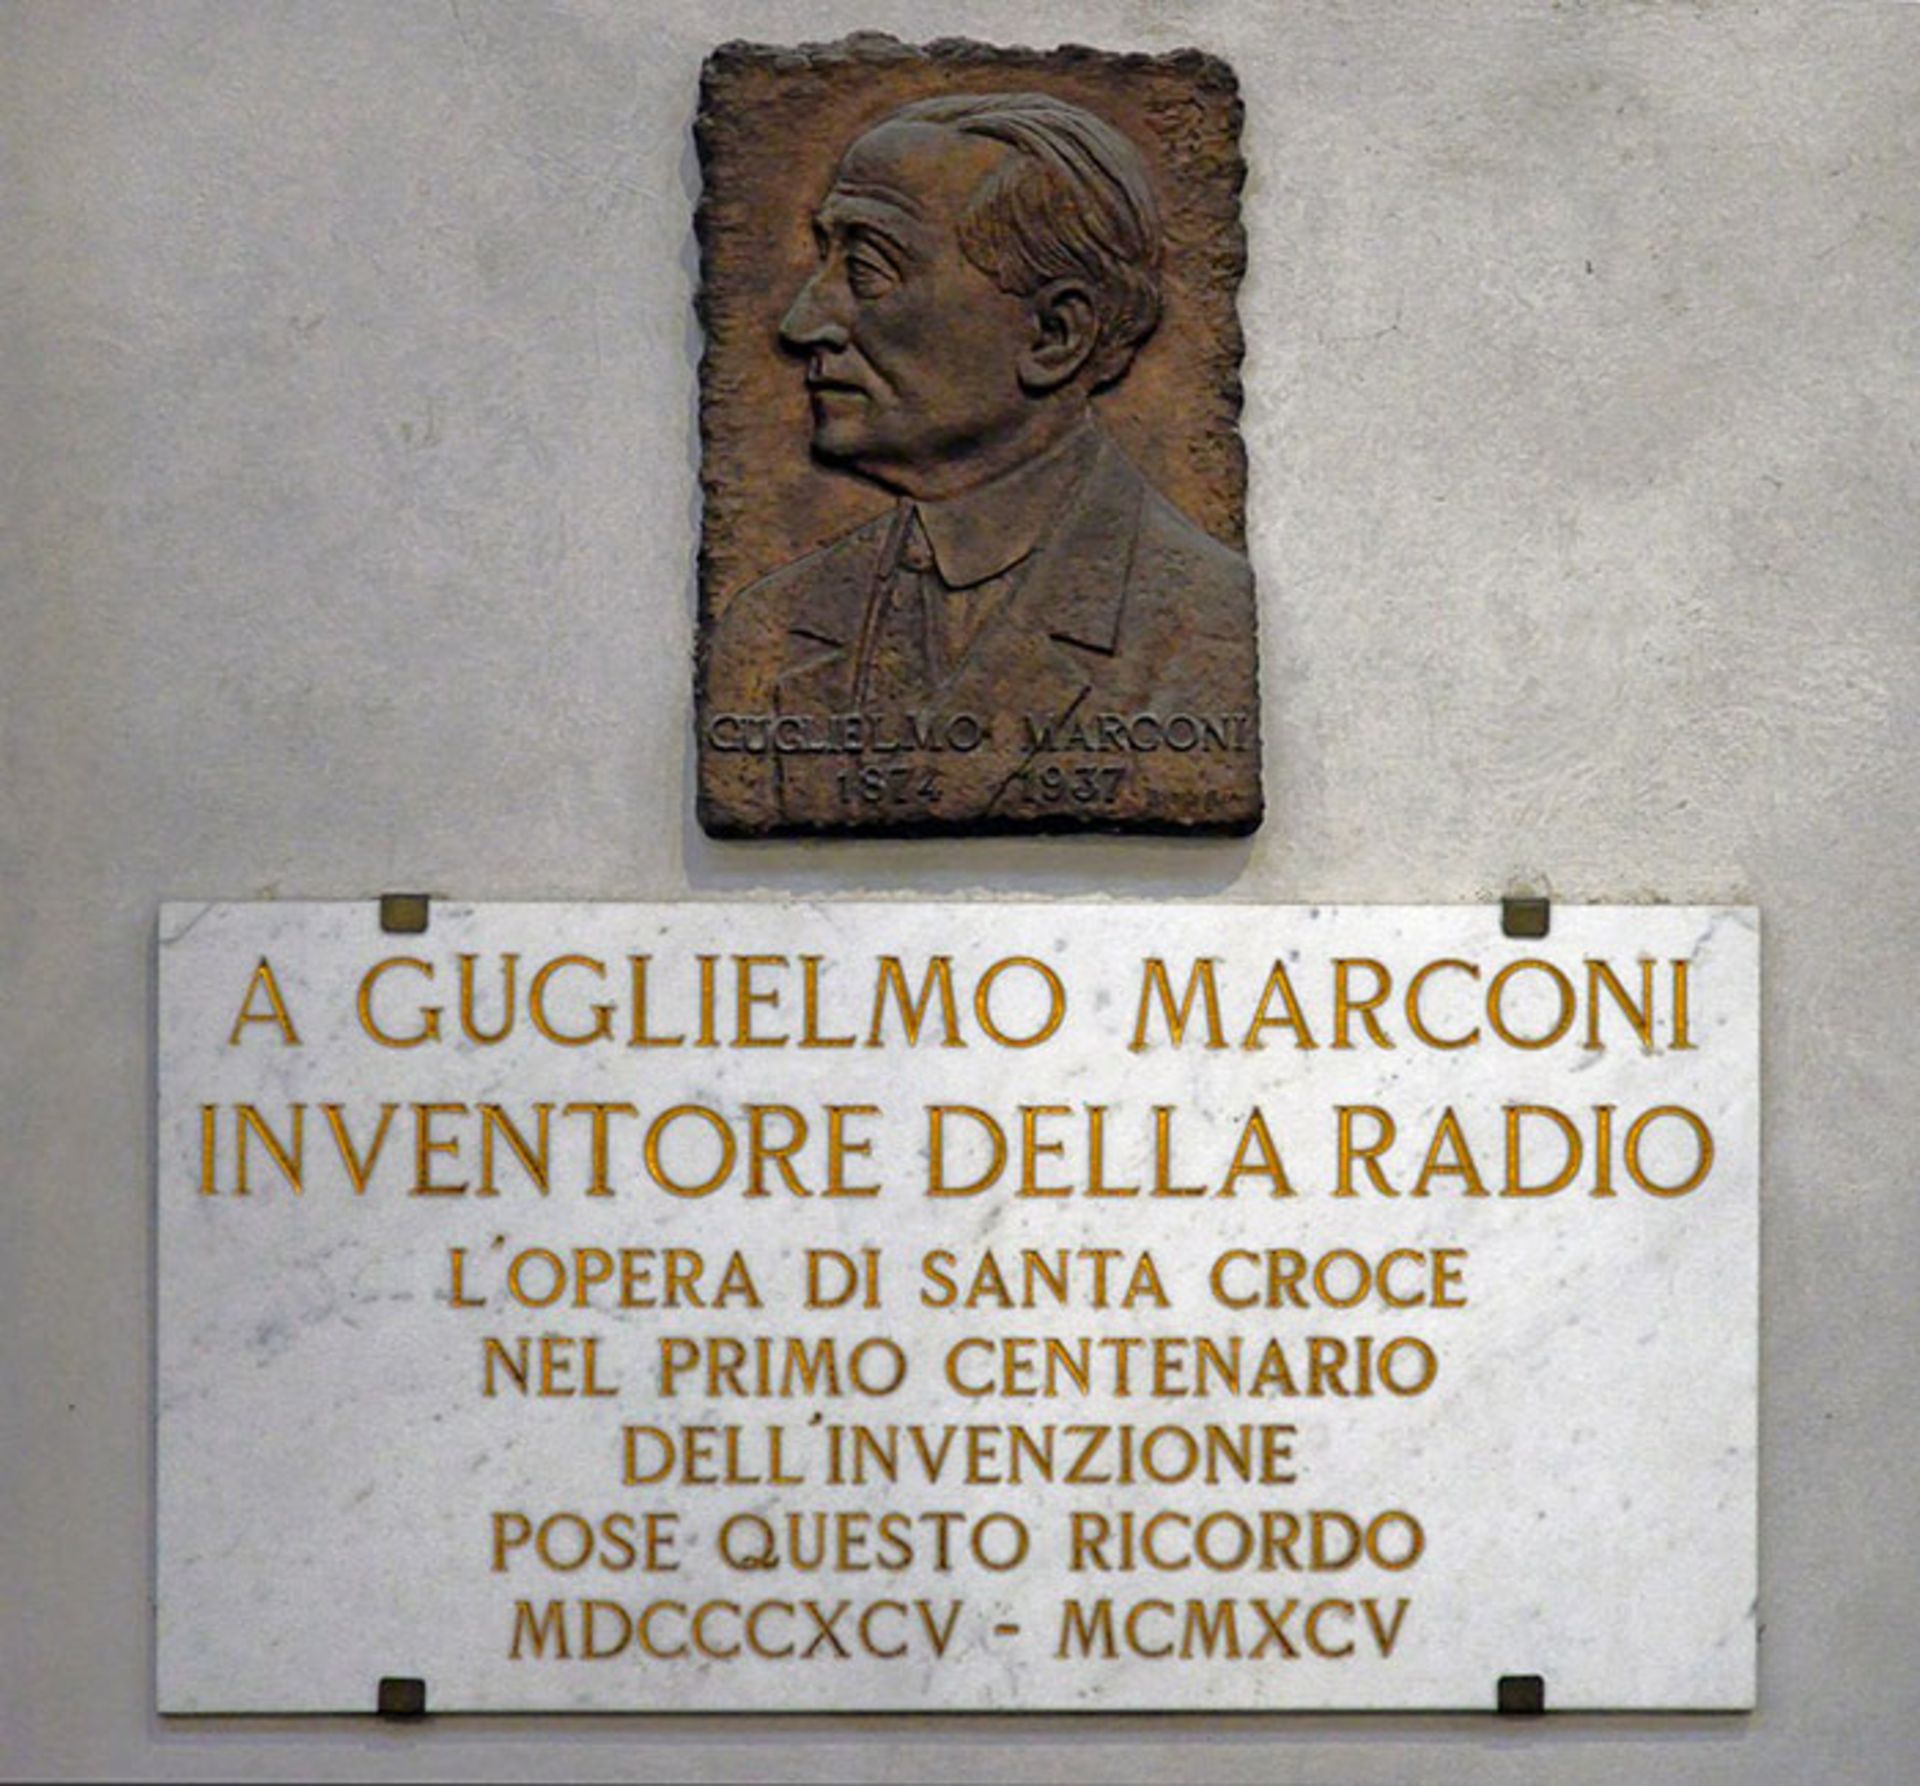 GUGLIELMO MARCONI
1874 1937
A GUGLIELMO MARCONI
INVENTORE DELLA RADIO
L'OPERA DI SANTA CROCE
NEL PRIMO CENTENARIO
DELL'INVENZIONE
POSE QUESTO RICORDO
MDCCCXCV - MCMXCV